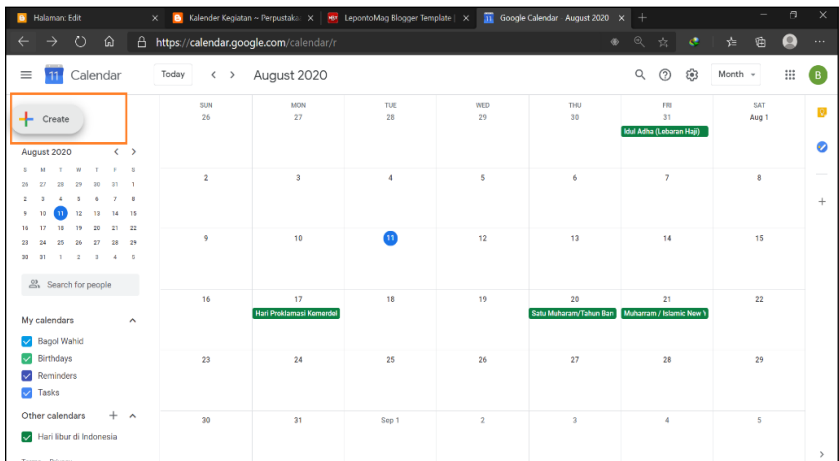 Halaman: Edit
Kalender Kegiatan ~ Perpustaka
LepontoMag Blogger Template |
Google Calendar - August 2020
https://calendar.google.com/calendar/r
11 Calendar
Today August 2020 Month B
Create
August 2020
S M T W T F S
26 27 28 29 30 31 1
2 3 4 5 6 7 8
9 10 11 12 13 14 15
16 17 18 19 20 21 22
23 24 25 26 27 28 29
30 31 1 2 3 4 5
Search for people
My calendars
Bagol Wahid
Birthdays
Reminders
Tasks
Other calendars
Hari libur di Indonesia
SUN MON TUE WED THU FRI SAT
26 27 28 29 30 31 Aug 1
Idul Adha (Lebaran Haji)
2 3 4 5 6 7 8
9 10 11 12 13 14 15
16 17 18 19 20 21 22
Hari Proklamasi Kemerdel Satu Muharam/Tahun Bar Muharram / Islamic New Y
23 24 25 26 27 28 29
30 31 Sep 1 2 3 4 5